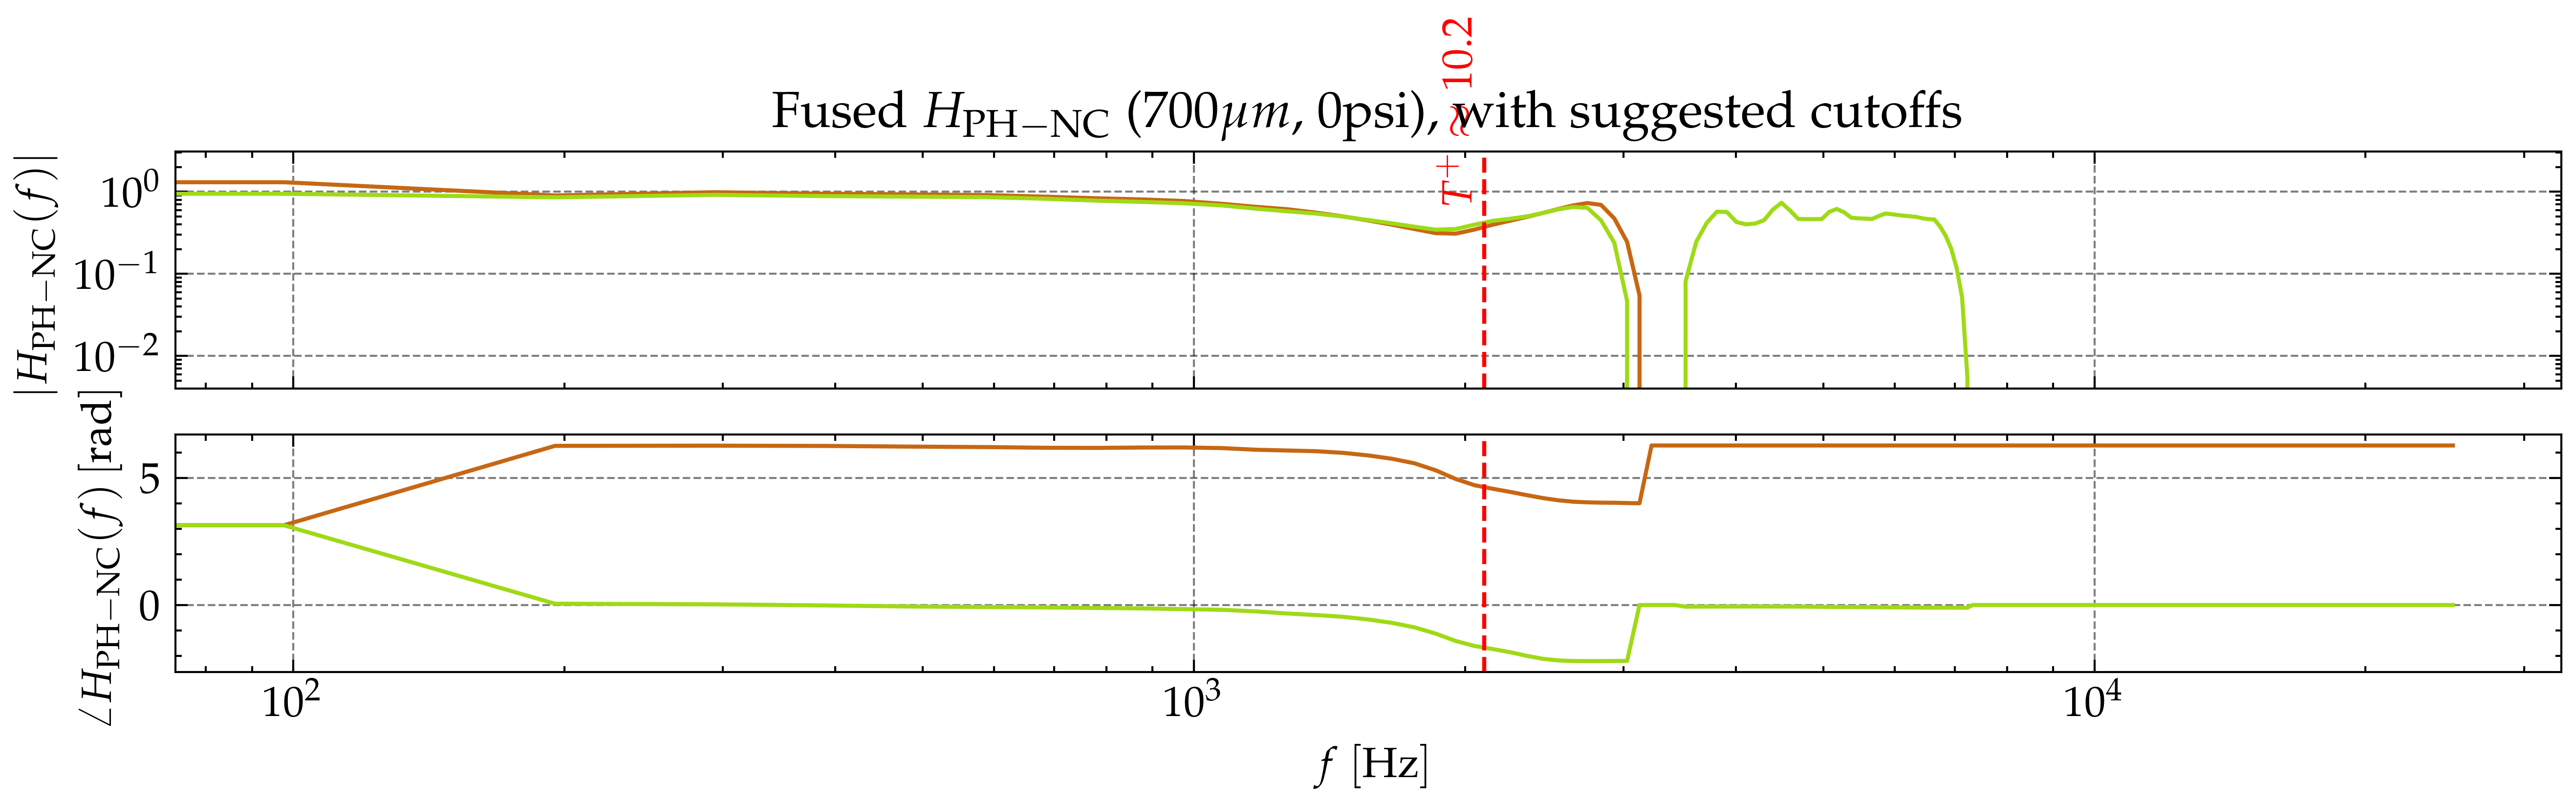 T⁺ ≈ 10.2
Fused H_PH−NC (700μm, 0psi), with suggested cutoffs
|H_PH−NC(f)|
10⁰
10⁻¹
10⁻²
∠H_PH−NC(f) [rad]
5
0
10²
10³
10⁴
f [Hz]